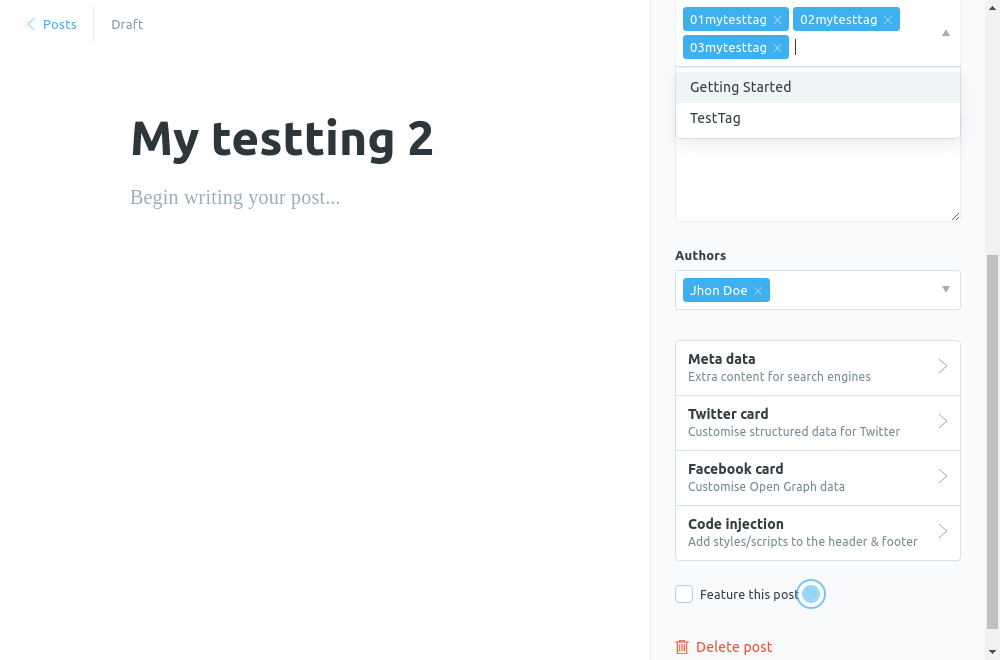 Posts
Draft
My testting 2
Begin writing your post...
01mytesttag
02mytesttag
03mytesttag
Getting Started
TestTag
Authors
Jhon Doe
Meta data
Extra content for search engines
Twitter card
Customise structured data for Twitter
Facebook card
Customise Open Graph data
Code injection
Add styles/scripts to the header & footer
Feature this post
Delete post